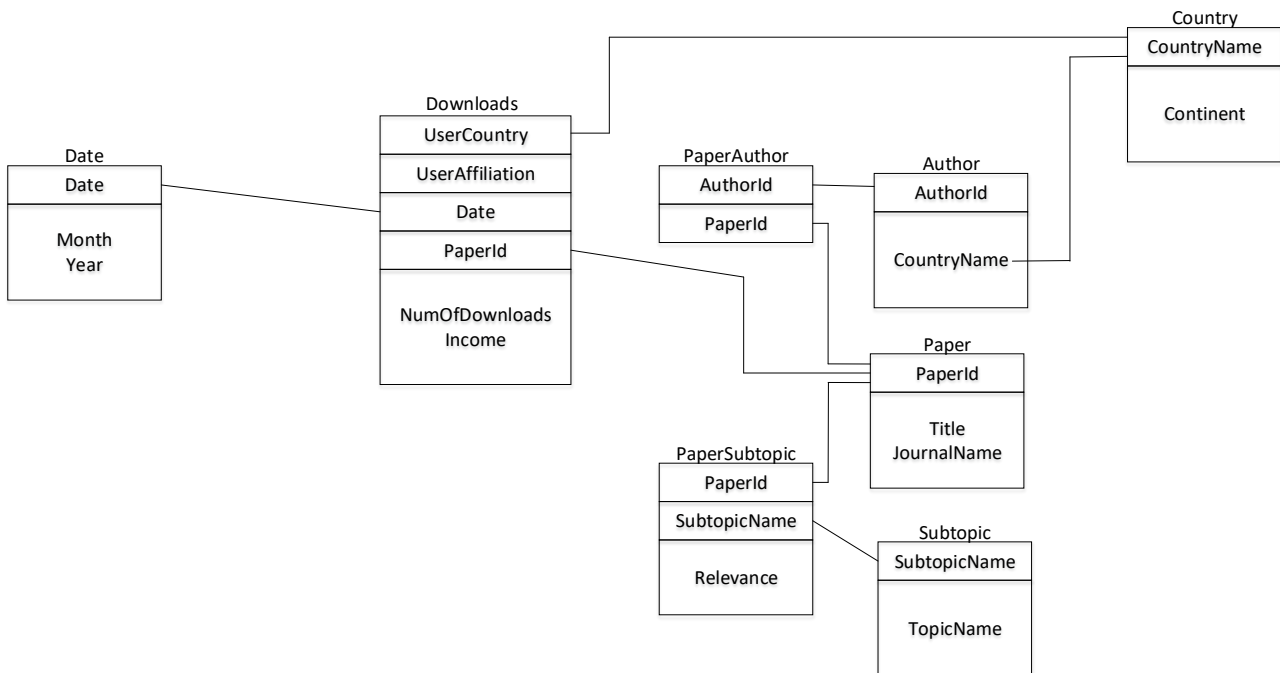 Country
CountryName
Continent
Downloads
UserCountry
UserAffiliation
Date
PaperId
NumOfDownloads
Income
Date
Date
Month
Year
PaperAuthor
AuthorId
PaperId
Author
AuthorId
CountryName
Paper
PaperId
Title
JournalName
PaperSubtopic
PaperId
SubtopicName
Relevance
Subtopic
SubtopicName
TopicName